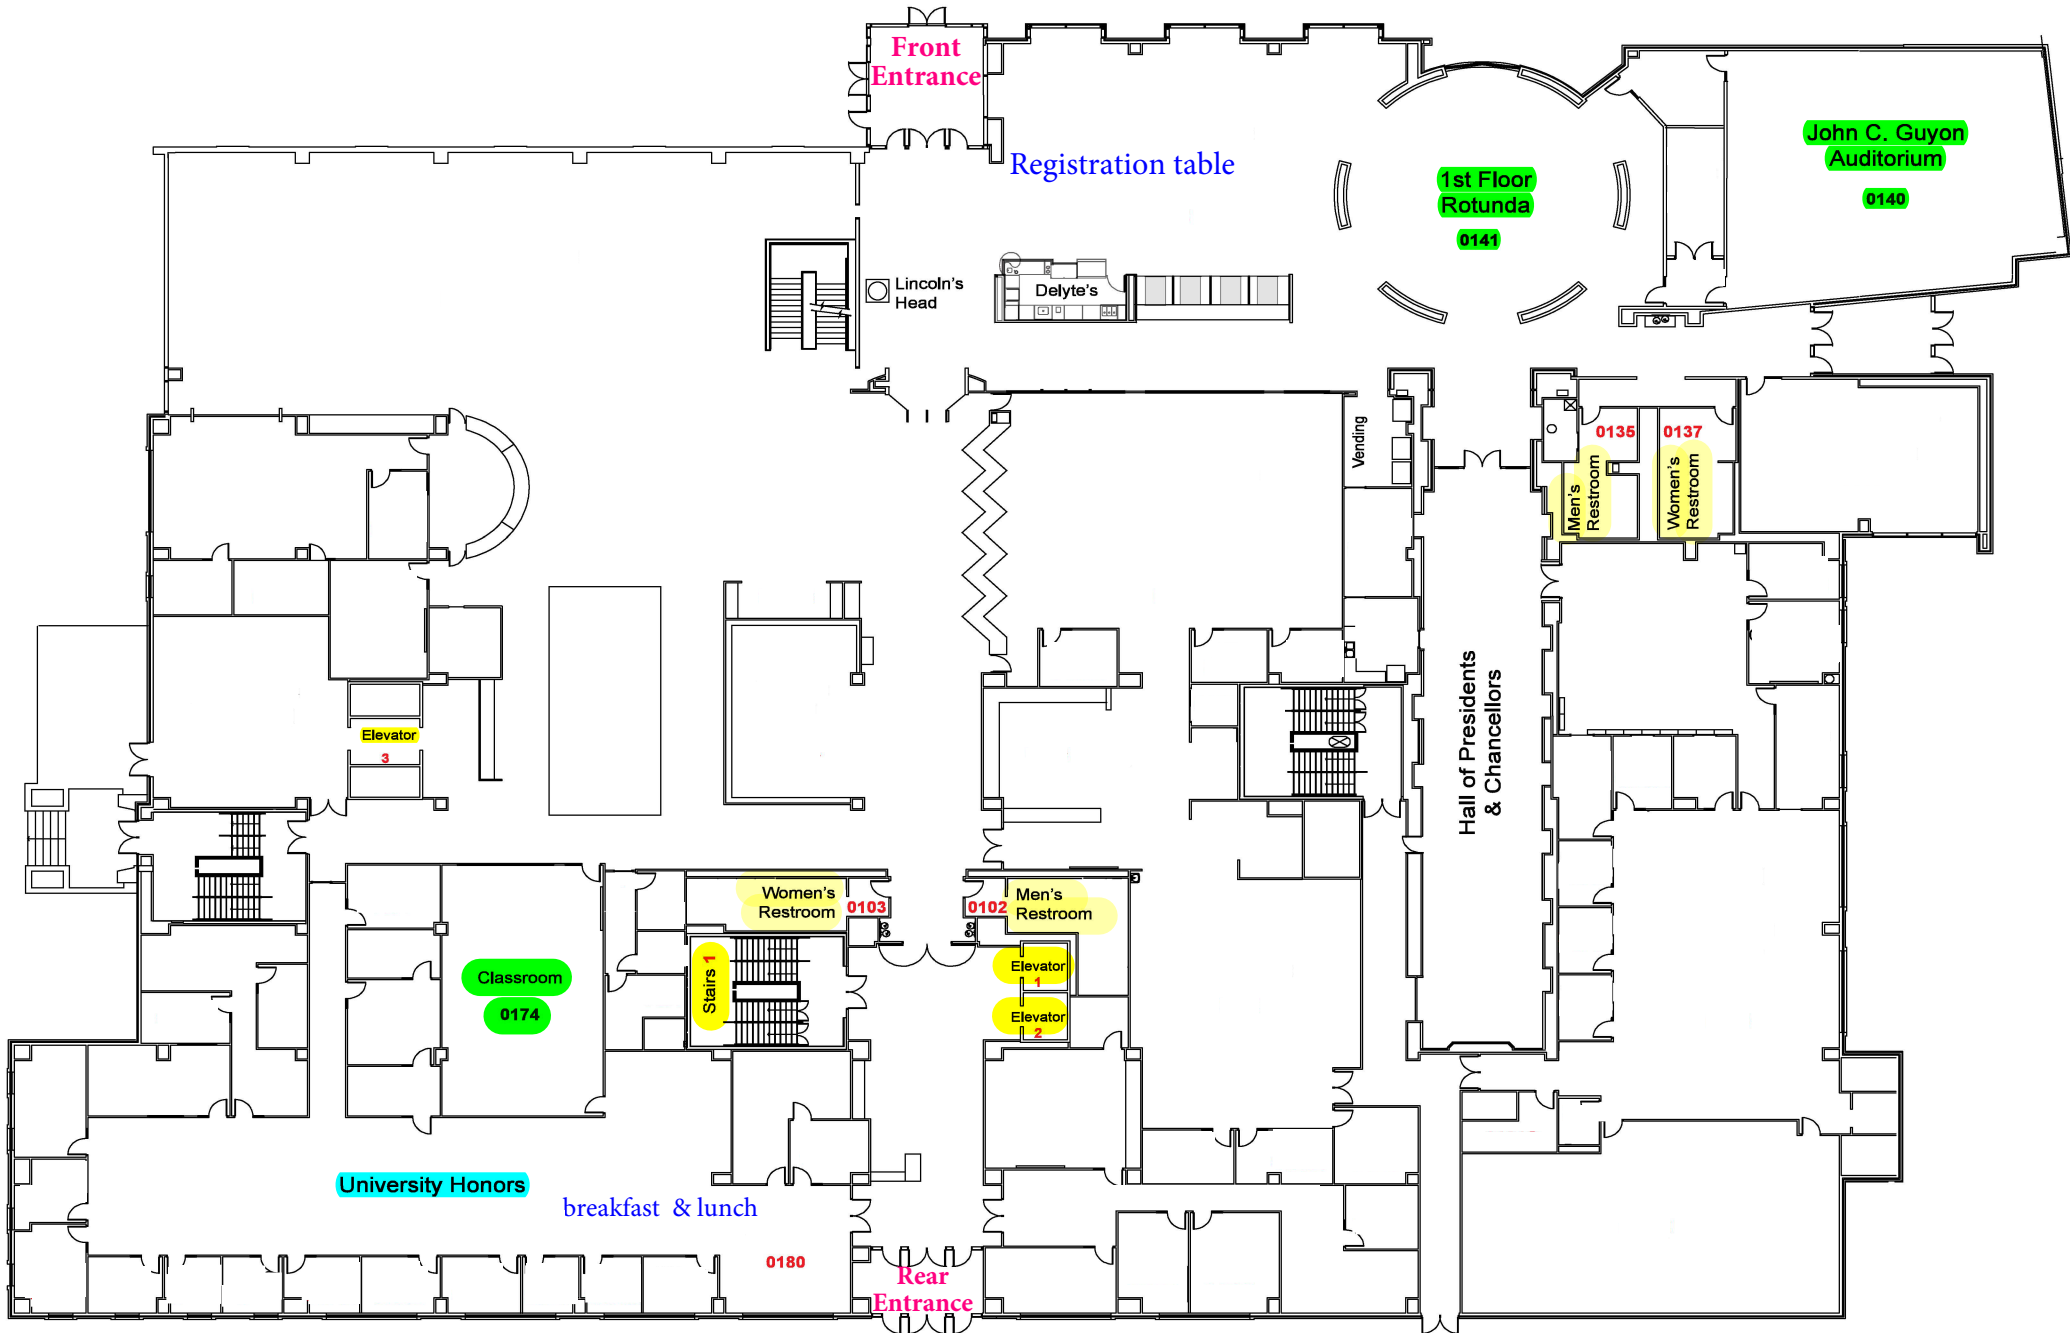 Front
Entrance
Registration table
John C. Guyon
Auditorium
0140
1st Floor
Rotunda
0141
Lincoln's
Head
Delyte's
Vending
0135
Men's
Restroom
0137
Women's
Restroom
Hall of Presidents
& Chancellors
Elevator
3
Women's
Restroom
0103
0102
Men's
Restroom
Stairs 1
Elevator
1
Elevator
2
Classroom
0174
University Honors
breakfast & lunch
0180
Rear
Entrance